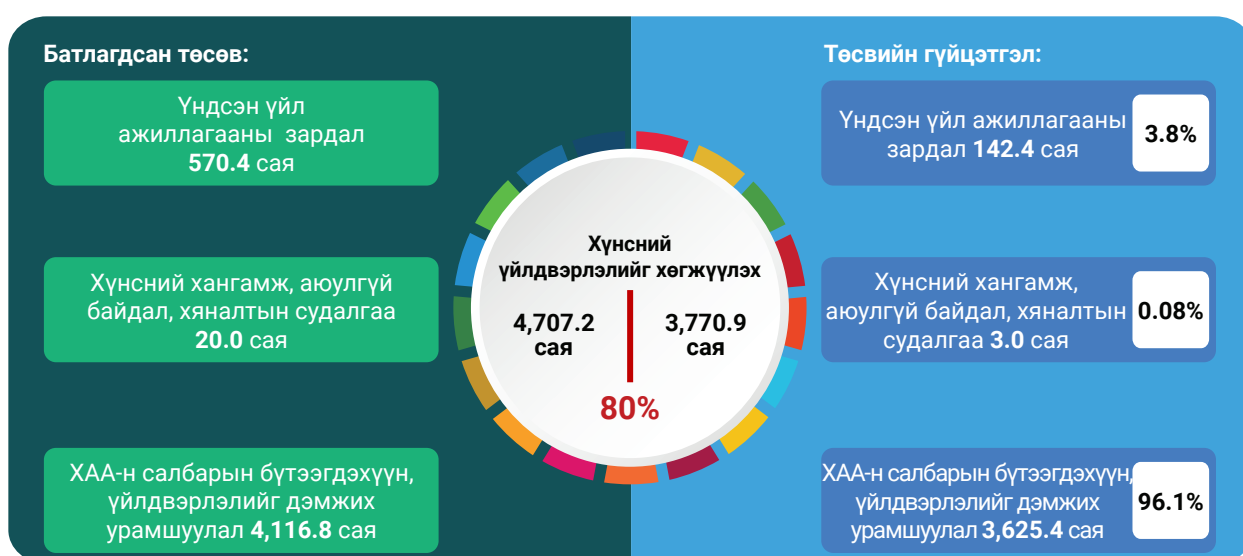 Батлагдсан төсөв:
Үндсэн үйл
ажиллагааны зардал
570.4 сая
Хүнсний хангамж, аюулгүй
байдал, хяналтын судалгаа
20.0 сая
ХАА-н салбарын бүтээгдэхүүн,
үйлдвэрлэлийг дэмжих
урамшуулал 4,116.8 сая
Хүнсний
үйлдвэрлэлийг хөгжүүлэх
4,707.2
сая
3,770.9
сая
80%
Төсвийн гүйцэтгэл:
Үндсэн үйл ажиллагааны
зардал 142.4 сая
3.8%
Хүнсний хангамж,
аюулгүй байдал, хяналтын
судалгаа 3.0 сая
0.08%
ХАА-н салбарын бүтээгдэхүүн,
үйлдвэрлэлийг дэмжих
урамшуулал 3,625.4 сая
96.1%